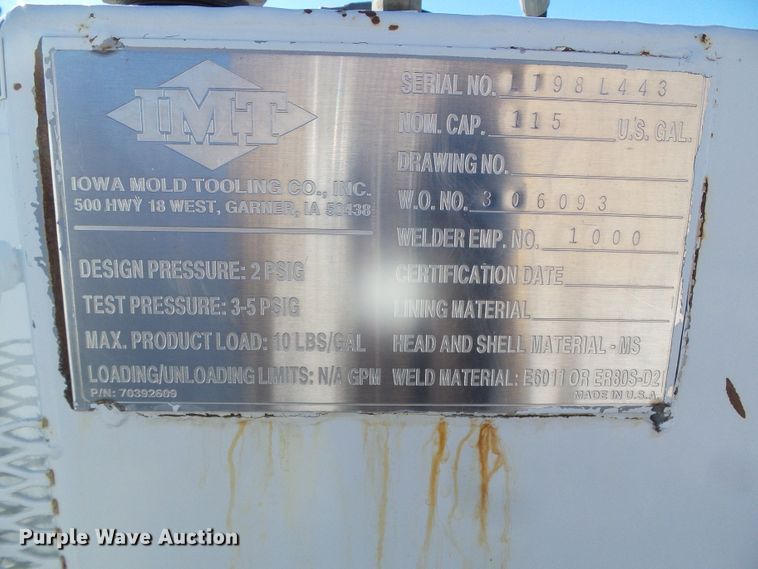 IMT
IOWA MOLD TOOLING CO., INC.
500 HWY 18 WEST, GARNER, IA 50438
DESIGN PRESSURE: 2 PSIG
TEST PRESSURE: 3-5 PSIG
MAX. PRODUCT LOAD: 10 LBS/GAL
LOADING/UNLOADING LIMITS: N/A GPM
P/N: 70392609
SERIAL NO. 1798L443
NOM. CAP. 115 U.S. GAL.
DRAWING NO.
W.O. NO. 306093
WELDER EMP. NO. 1000
CERTIFICATION DATE
LINING MATERIAL
HEAD AND SHELL MATERIAL - MS
WELD MATERIAL: E6011 OR ER80S-D2
MADE IN U.S.A.
Purple Wave Auction